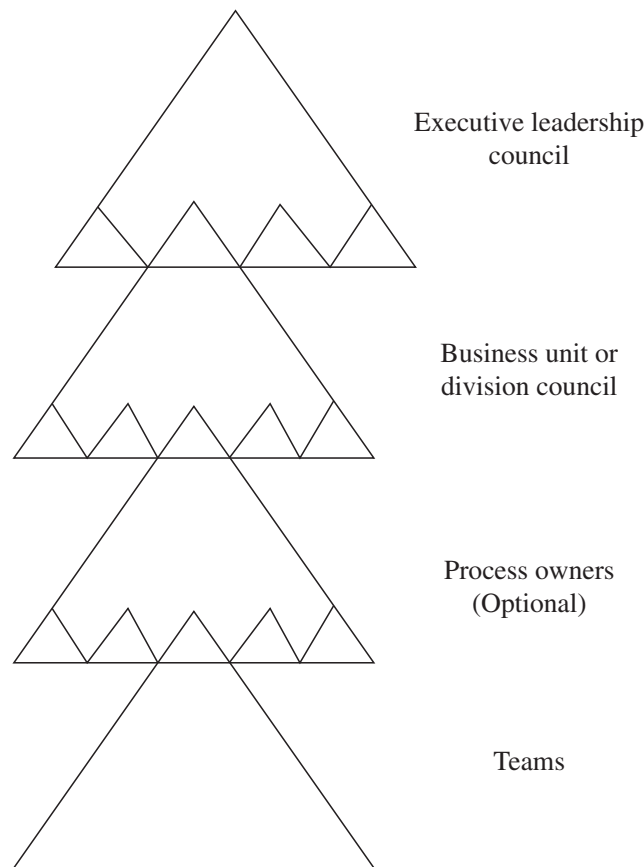 Executive leadership
council
Business unit or
division council
Process owners
(Optional)
Teams